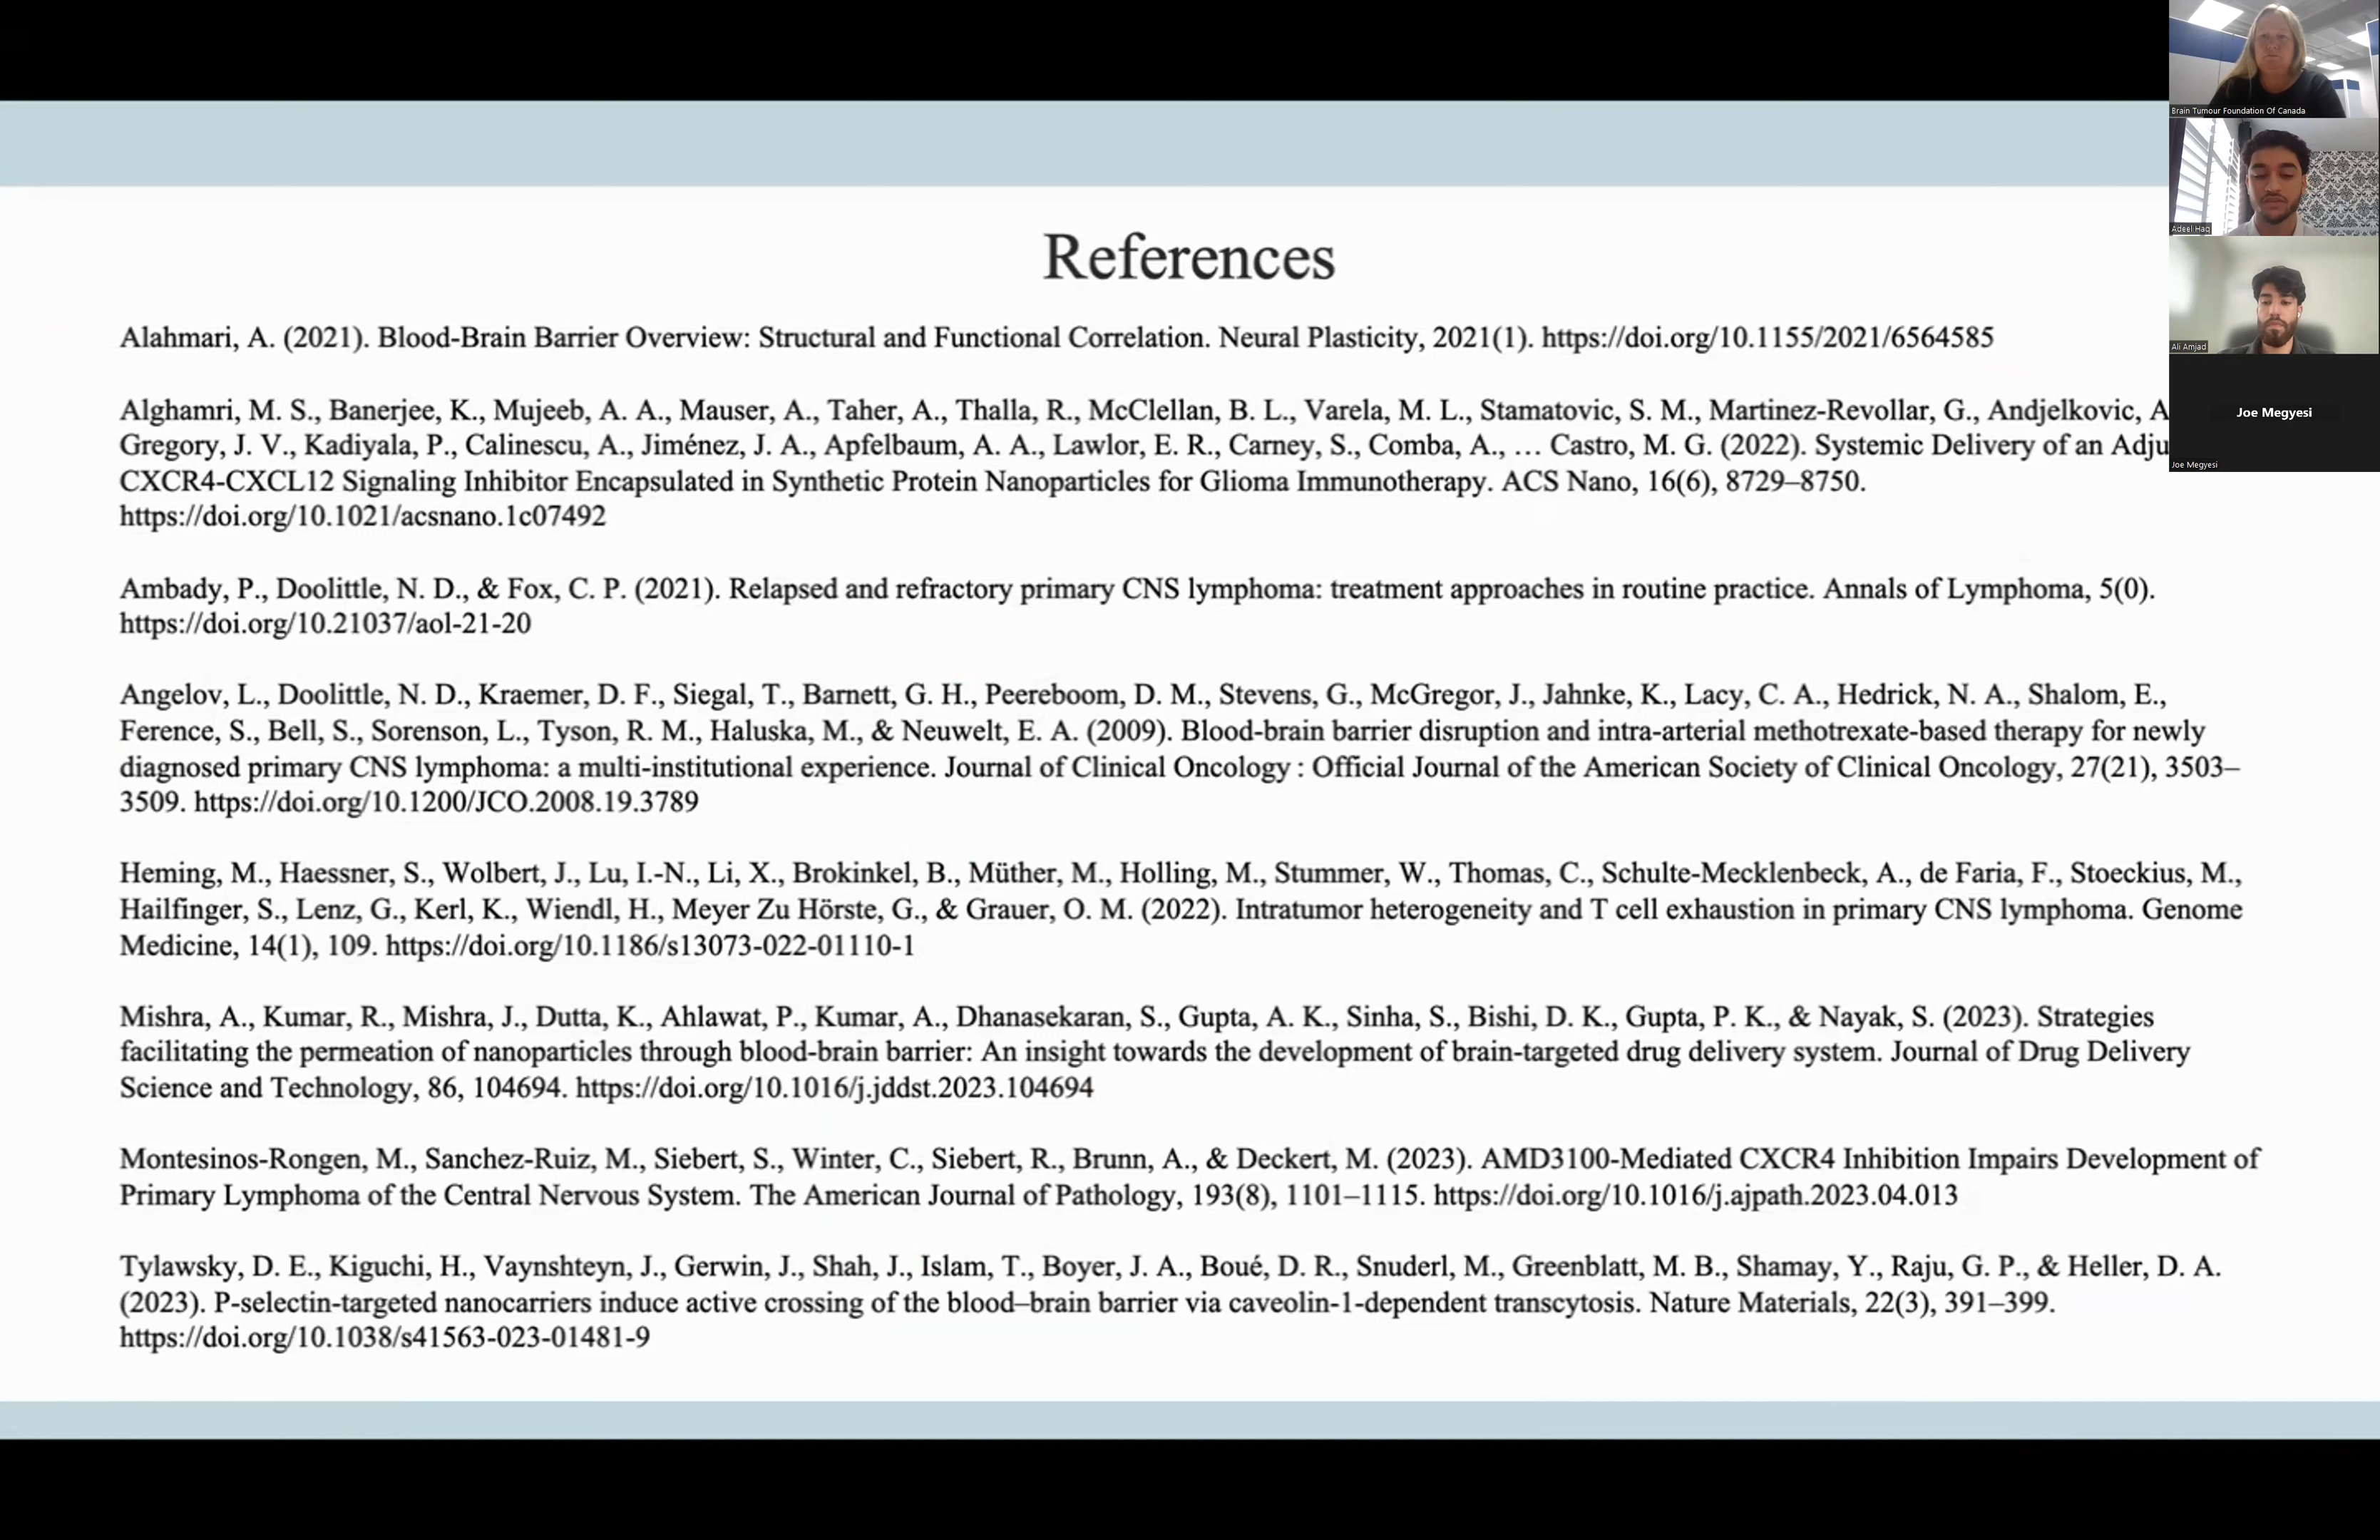 References
Alahmari, A. (2021). Blood-Brain Barrier Overview: Structural and Functional Correlation. Neural Plasticity, 2021(1). https://doi.org/10.1155/2021/6564585
Alghamri, M. S., Banerjee, K., Mujeeb, A. A., Mauser, A., Taher, A., Thalla, R., McClellan, B. L., Varela, M. L., Stamatovic, S. M., Martinez-Revollar, G., Andjelkovic, A
Gregory, J. V., Kadiyala, P., Calinescu, A., Jiménez, J. A., Apfelbaum, A. A., Lawlor, E. R., Carney, S., Comba, A., … Castro, M. G. (2022). Systemic Delivery of an Adju
CXCR4-CXCL12 Signaling Inhibitor Encapsulated in Synthetic Protein Nanoparticles for Glioma Immunotherapy. ACS Nano, 16(6), 8729–8750.
https://doi.org/10.1021/acsnano.1c07492
Ambady, P., Doolittle, N. D., & Fox, C. P. (2021). Relapsed and refractory primary CNS lymphoma: treatment approaches in routine practice. Annals of Lymphoma, 5(0).
https://doi.org/10.21037/aol-21-20
Angelov, L., Doolittle, N. D., Kraemer, D. F., Siegal, T., Barnett, G. H., Peereboom, D. M., Stevens, G., McGregor, J., Jahnke, K., Lacy, C. A., Hedrick, N. A., Shalom, E.,
Ference, S., Bell, S., Sorenson, L., Tyson, R. M., Haluska, M., & Neuwelt, E. A. (2009). Blood-brain barrier disruption and intra-arterial methotrexate-based therapy for newly
diagnosed primary CNS lymphoma: a multi-institutional experience. Journal of Clinical Oncology : Official Journal of the American Society of Clinical Oncology, 27(21), 3503–
3509. https://doi.org/10.1200/JCO.2008.19.3789
Heming, M., Haessner, S., Wolbert, J., Lu, I.-N., Li, X., Brokinkel, B., Müther, M., Holling, M., Stummer, W., Thomas, C., Schulte-Mecklenbeck, A., de Faria, F., Stoeckius, M.,
Hailfinger, S., Lenz, G., Kerl, K., Wiendl, H., Meyer Zu Hörste, G., & Grauer, O. M. (2022). Intratumor heterogeneity and T cell exhaustion in primary CNS lymphoma. Genome
Medicine, 14(1), 109. https://doi.org/10.1186/s13073-022-01110-1
Mishra, A., Kumar, R., Mishra, J., Dutta, K., Ahlawat, P., Kumar, A., Dhanasekaran, S., Gupta, A. K., Sinha, S., Bishi, D. K., Gupta, P. K., & Nayak, S. (2023). Strategies
facilitating the permeation of nanoparticles through blood-brain barrier: An insight towards the development of brain-targeted drug delivery system. Journal of Drug Delivery
Science and Technology, 86, 104694. https://doi.org/10.1016/j.jddst.2023.104694
Montesinos-Rongen, M., Sanchez-Ruiz, M., Siebert, S., Winter, C., Siebert, R., Brunn, A., & Deckert, M. (2023). AMD3100-Mediated CXCR4 Inhibition Impairs Development of
Primary Lymphoma of the Central Nervous System. The American Journal of Pathology, 193(8), 1101–1115. https://doi.org/10.1016/j.ajpath.2023.04.013
Tylawsky, D. E., Kiguchi, H., Vaynshteyn, J., Gerwin, J., Shah, J., Islam, T., Boyer, J. A., Boué, D. R., Snuderl, M., Greenblatt, M. B., Shamay, Y., Raju, G. P., & Heller, D. A.
(2023). P-selectin-targeted nanocarriers induce active crossing of the blood–brain barrier via caveolin-1-dependent transcytosis. Nature Materials, 22(3), 391–399.
https://doi.org/10.1038/s41563-023-01481-9
Brain Tumour Foundation Of Canada
Adeel Haq
Ali Amjad
Joe Megyesi
Joe Megyesi